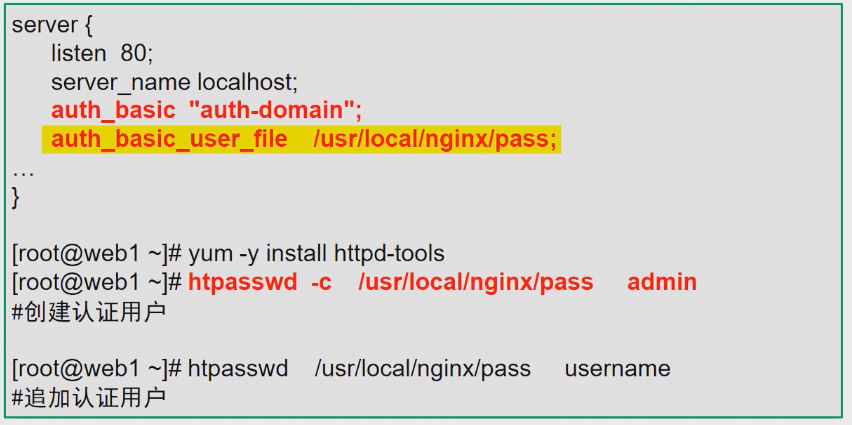 server {
listen 80;
server_name localhost;
auth_basic "auth-domain";
auth_basic_user_file /usr/local/nginx/pass;
…
}
[root@web1 ~]# yum -y install httpd-tools
[root@web1 ~]# htpasswd -c /usr/local/nginx/pass admin
#创建认证用户
[root@web1 ~]# htpasswd /usr/local/nginx/pass username
#追加认证用户